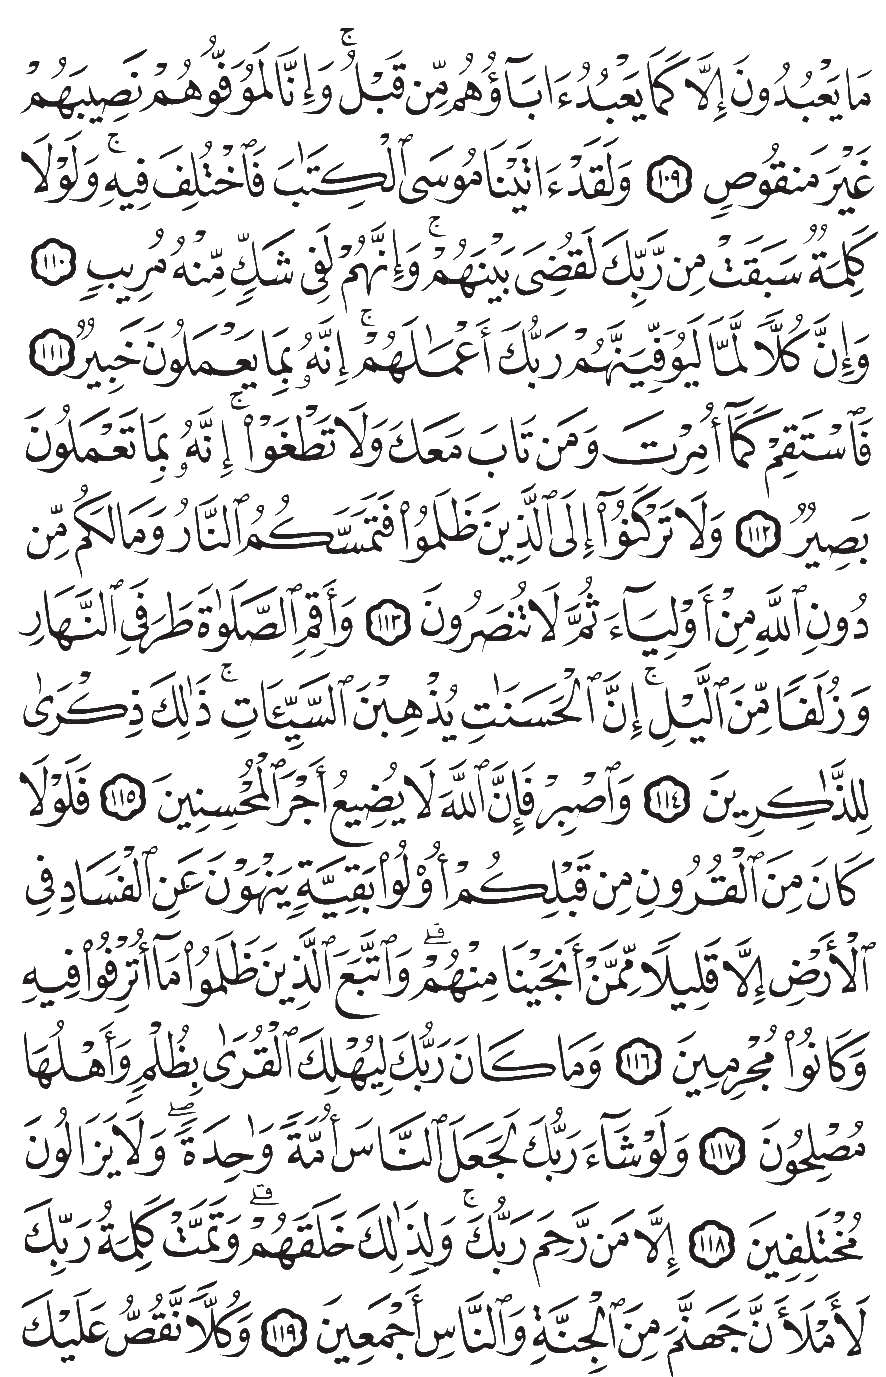 مَا يَعْبُدُونَ إِلَّا كَمَا يَعْبُدُ ءَابَآؤُهُم مِّن قَبْلُ ۚ وَإِنَّا لَمُوَفُّوهُمْ نَصِيبَهُمْ
غَيْرَ مَنقُوصٍ ١٠٩ وَلَقَدْ ءَاتَيْنَا مُوسَى ٱلْكِتَٰبَ فَٱخْتُلِفَ فِيهِ ۚ وَلَوْلَا
كَلِمَةٌ سَبَقَتْ مِن رَّبِّكَ لَقُضِىَ بَيْنَهُمْ ۚ وَإِنَّهُمْ لَفِى شَكٍّ مِّنْهُ مُرِيبٍ ١١٠
وَإِنَّ كُلًّا لَّمَّا لَيُوَفِّيَنَّهُمْ رَبُّكَ أَعْمَٰلَهُمْ ۚ إِنَّهُۥ بِمَا يَعْمَلُونَ خَبِيرٌ ١١١
فَٱسْتَقِمْ كَمَآ أُمِرْتَ وَمَن تَابَ مَعَكَ وَلَا تَطْغَوْا۟ ۚ إِنَّهُۥ بِمَا تَعْمَلُونَ
بَصِيرٌ ١١٢ وَلَا تَرْكَنُوٓا۟ إِلَى ٱلَّذِينَ ظَلَمُوا۟ فَتَمَسَّكُمُ ٱلنَّارُ وَمَا لَكُم مِّن
دُونِ ٱللَّهِ مِنْ أَوْلِيَآءَ ثُمَّ لَا تُنصَرُونَ ١١٣ وَأَقِمِ ٱلصَّلَوٰةَ طَرَفَىِ ٱلنَّهَارِ
وَزُلَفًا مِّنَ ٱلَّيْلِ ۚ إِنَّ ٱلْحَسَنَٰتِ يُذْهِبْنَ ٱلسَّيِّـَٔاتِ ۚ ذَٰلِكَ ذِكْرَىٰ
لِلذَّٰكِرِينَ ١١٤ وَٱصْبِرْ فَإِنَّ ٱللَّهَ لَا يُضِيعُ أَجْرَ ٱلْمُحْسِنِينَ ١١٥ فَلَوْلَا
كَانَ مِنَ ٱلْقُرُونِ مِن قَبْلِكُمْ أُو۟لُوا۟ بَقِيَّةٍ يَنْهَوْنَ عَنِ ٱلْفَسَادِ فِى
ٱلْأَرْضِ إِلَّا قَلِيلًا مِّمَّنْ أَنجَيْنَا مِنْهُمْ ۗ وَٱتَّبَعَ ٱلَّذِينَ ظَلَمُوا۟ مَآ أُتْرِفُوا۟ فِيهِ
وَكَانُوا۟ مُجْرِمِينَ ١١٦ وَمَا كَانَ رَبُّكَ لِيُهْلِكَ ٱلْقُرَىٰ بِظُلْمٍ وَأَهْلُهَا
مُصْلِحُونَ ١١٧ وَلَوْ شَآءَ رَبُّكَ لَجَعَلَ ٱلنَّاسَ أُمَّةً وَٰحِدَةً ۖ وَلَا يَزَالُونَ
مُخْتَلِفِينَ ١١٨ إِلَّا مَن رَّحِمَ رَبُّكَ ۚ وَلِذَٰلِكَ خَلَقَهُمْ ۗ وَتَمَّتْ كَلِمَةُ رَبِّكَ
لَأَمْلَأَنَّ جَهَنَّمَ مِنَ ٱلْجِنَّةِ وَٱلنَّاسِ أَجْمَعِينَ ١١٩ وَكُلًّا نَّقُصُّ عَلَيْكَ